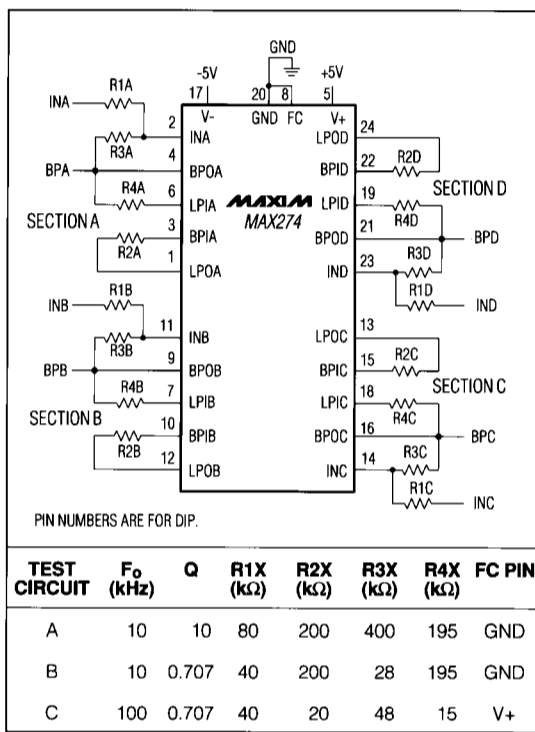 GND
-5V
+5V
17
20
8
5
V-
GND FC
V+
INA
R1A
2
INA
R3A
4
BPA
BPOA
6
R4A
LPIA
SECTION A
3
BPIA
R2A
1
LPOA
INB
R1B
11
INB
R3B
9
BPB
BPOB
7
R4B
LPIB
SECTION B
10
BPIB
R2B
12
LPOB
MAXIM
MAX274
24
LPOD
22
BPID
R2D
19
LPID
SECTION D
R4D
21
BPOD
BPD
R3D
23
IND
R1D
IND
13
LPOC
15
BPIC
R2C
18
LPIC
SECTION C
R4C
16
BPOC
BPC
R3C
14
INC
R1C
INC
PIN NUMBERS ARE FOR DIP.
TEST CIRCUIT Fo (kHz) Q R1X (kΩ) R2X (kΩ) R3X (kΩ) R4X (kΩ) FC PIN
A 10 10 80 200 400 195 GND
B 10 0.707 40 200 28 195 GND
C 100 0.707 40 20 48 15 V+